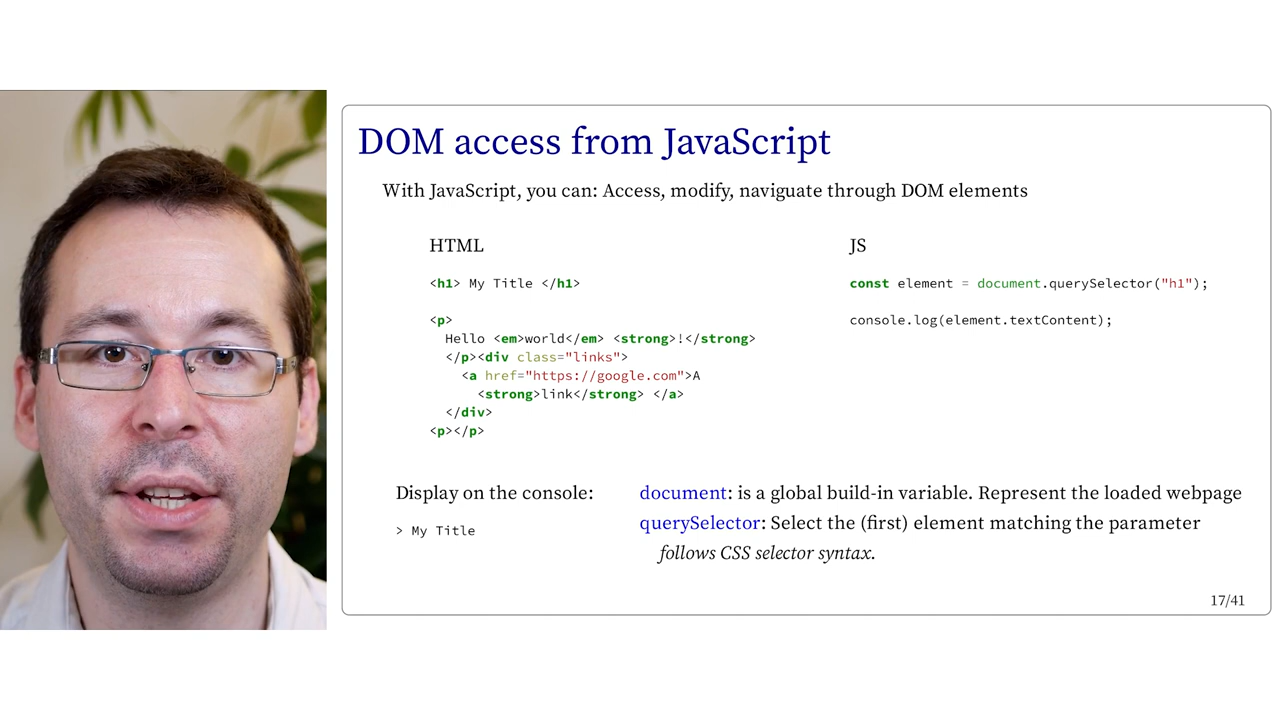 DOM access from JavaScript
With JavaScript, you can: Access, modify, naviguate through DOM elements
HTML
<h1> My Title </h1>
<p>
Hello <em>world</em> <strong>!</strong>
</p><div class="links">
<a href="https://google.com">A
<strong>link</strong> </a>
</div>
<p></p>
JS
const element = document.querySelector("h1");
console.log(element.textContent);
Display on the console:
> My Title
document: is a global build-in variable. Represent the loaded webpage
querySelector: Select the (first) element matching the parameter
follows CSS selector syntax.
17/41